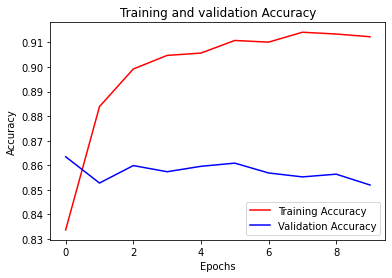 Training and validation Accuracy
Accuracy
0.91
0.90
0.89
0.88
0.87
0.86
0.85
0.84
0.83
Training Accuracy
Validation Accuracy
0 2 4 6 8
Epochs